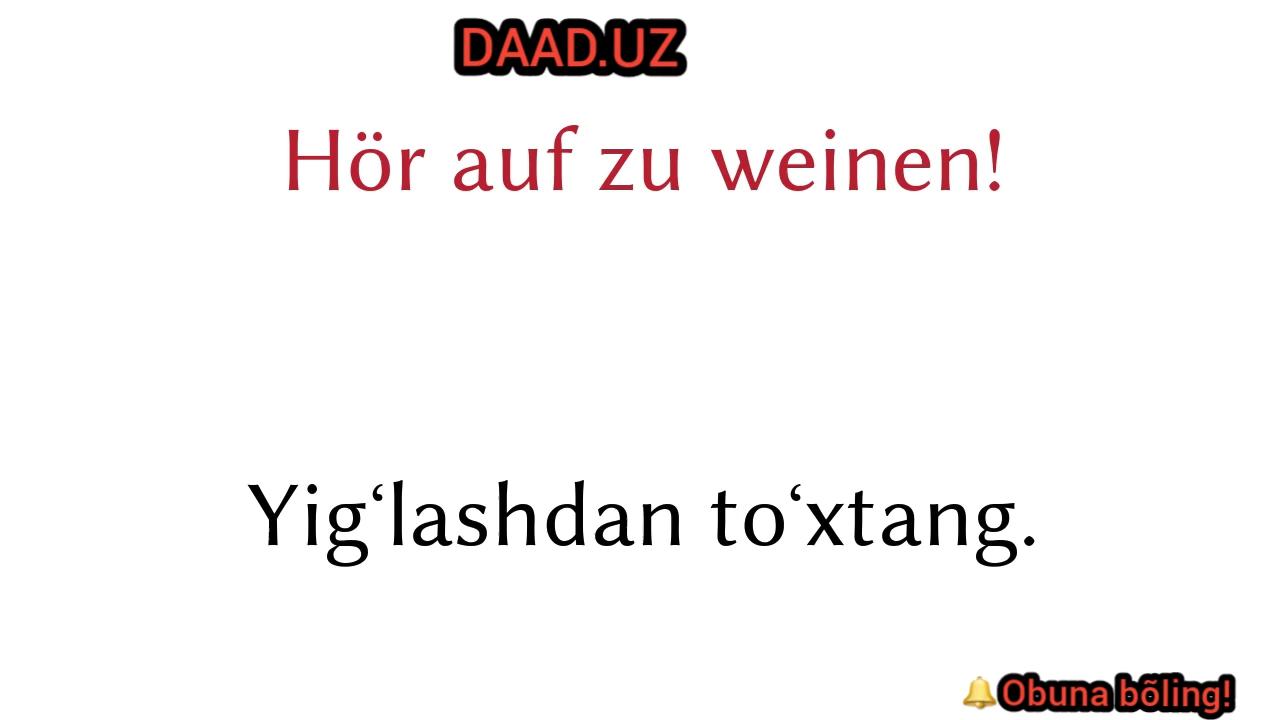 DAAD.UZ
Hör auf zu weinen!
Yig‘lashdan to‘xtang.
🔔Obuna bõling!